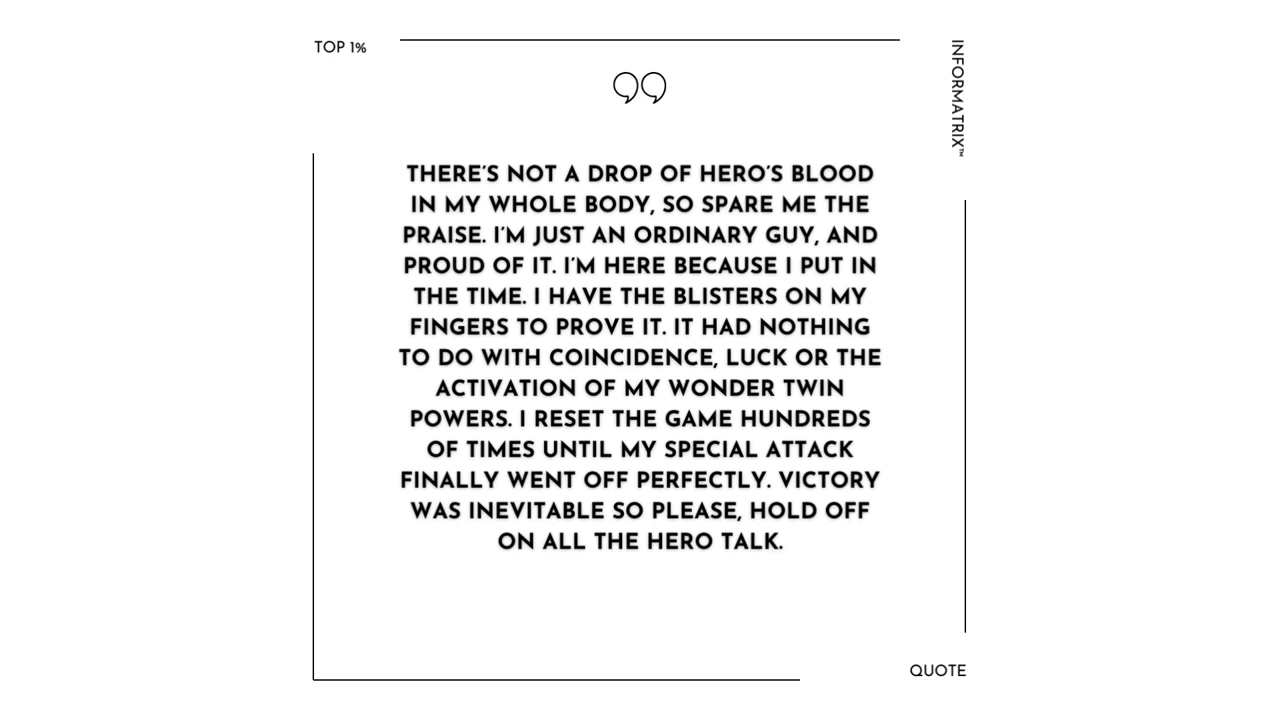 TOP 1%
INFORMATRIX™
THERE'S NOT A DROP OF HERO'S BLOOD
IN MY WHOLE BODY, SO SPARE ME THE
PRAISE. I'M JUST AN ORDINARY GUY, AND
PROUD OF IT. I'M HERE BECAUSE I PUT IN
THE TIME. I HAVE THE BLISTERS ON MY
FINGERS TO PROVE IT. IT HAD NOTHING
TO DO WITH COINCIDENCE, LUCK OR THE
ACTIVATION OF MY WONDER TWIN
POWERS. I RESET THE GAME HUNDREDS
OF TIMES UNTIL MY SPECIAL ATTACK
FINALLY WENT OFF PERFECTLY. VICTORY
WAS INEVITABLE SO PLEASE, HOLD OFF
ON ALL THE HERO TALK.
QUOTE